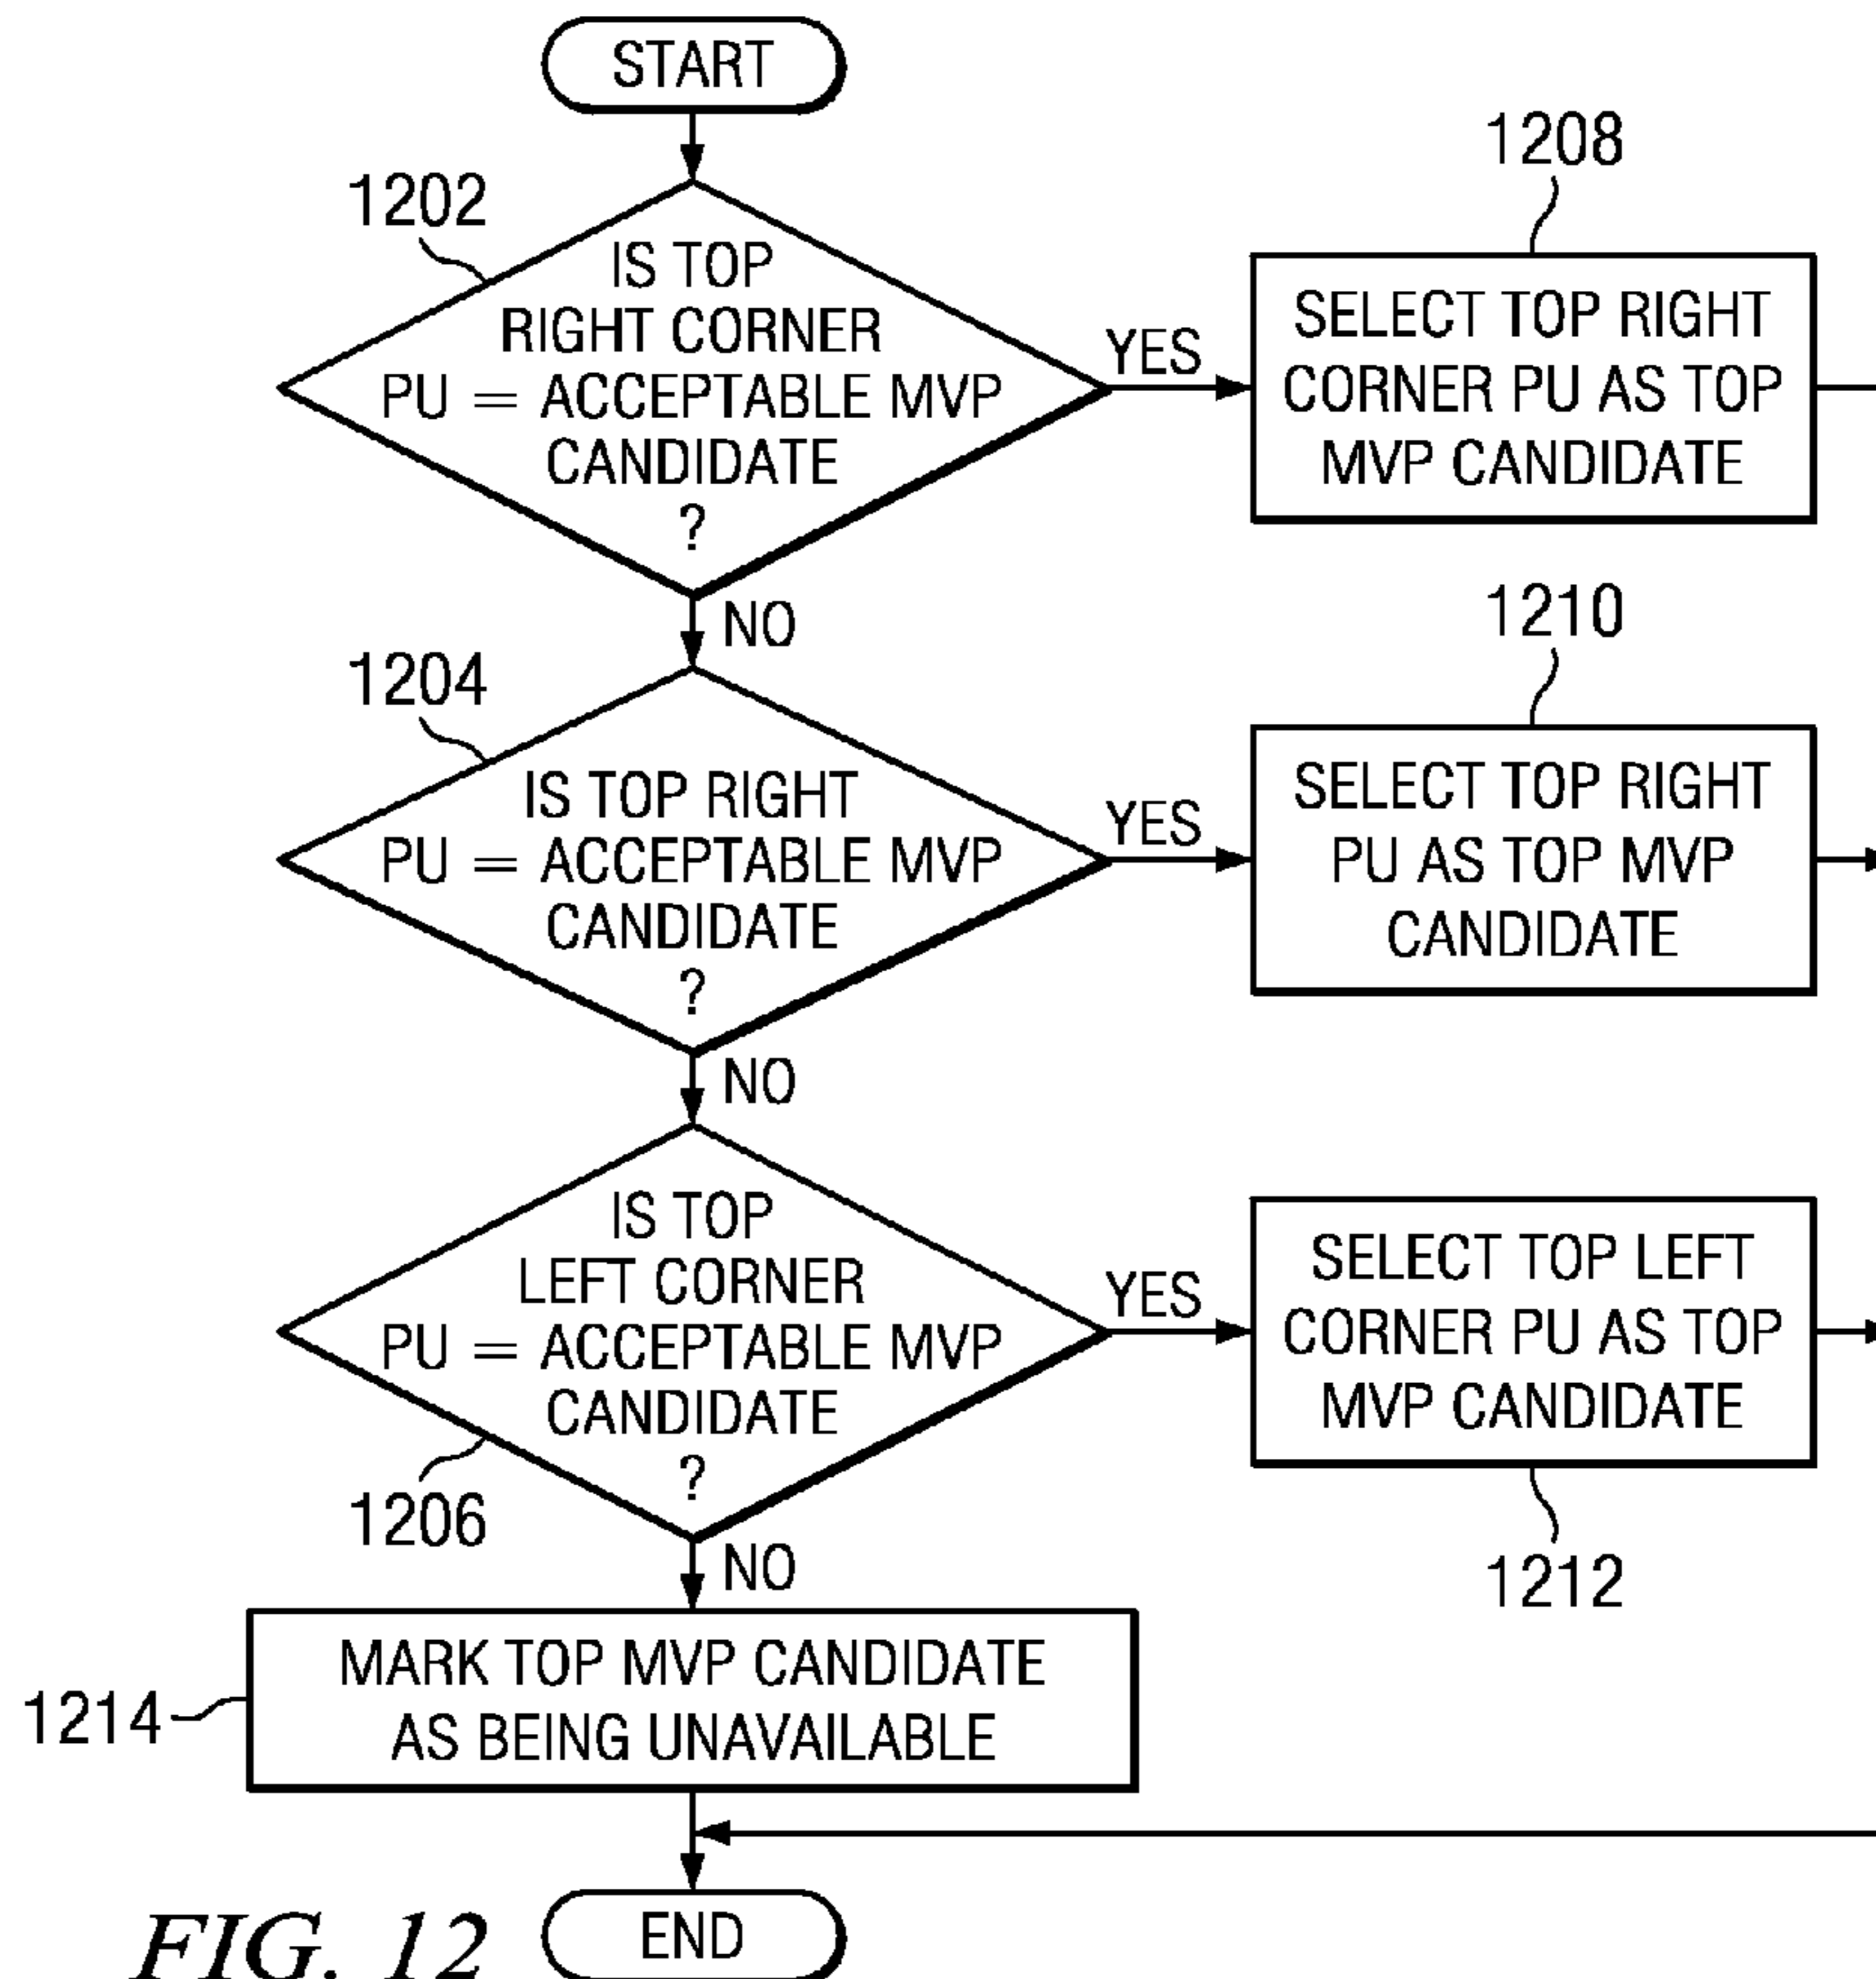 START
1202
IS TOP
RIGHT CORNER
PU = ACCEPTABLE MVP
CANDIDATE
?
YES
1208
SELECT TOP RIGHT
CORNER PU AS TOP
MVP CANDIDATE
NO
1204
IS TOP RIGHT
PU = ACCEPTABLE MVP
CANDIDATE
?
YES
1210
SELECT TOP RIGHT
PU AS TOP MVP
CANDIDATE
NO
IS TOP
LEFT CORNER
PU = ACCEPTABLE MVP
CANDIDATE
?
1206
YES
SELECT TOP LEFT
CORNER PU AS TOP
MVP CANDIDATE
1212
NO
MARK TOP MVP CANDIDATE
AS BEING UNAVAILABLE
1214
END
FIG. 12